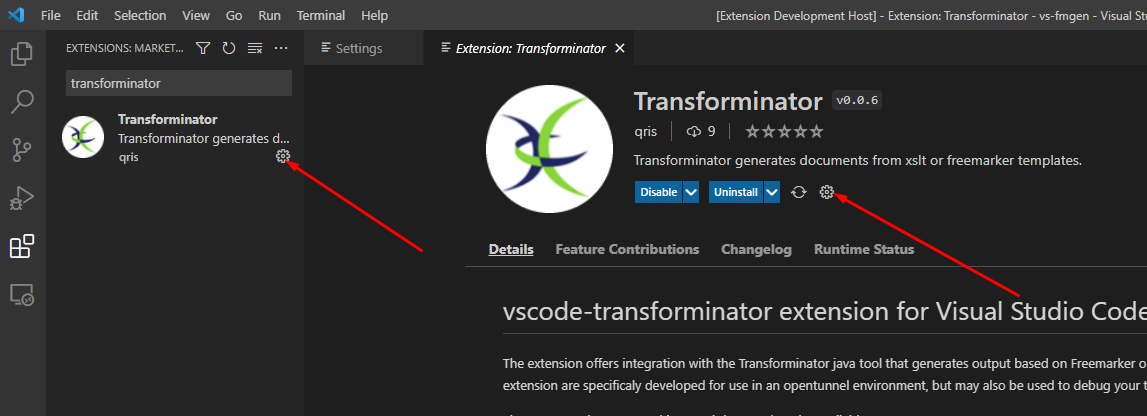 File Edit Selection View Go Run Terminal Help
[Extension Development Host] - Extension: Transforminator - vs-fmgen - Visual Stud
EXTENSIONS: MARKET... ···
Settings
Extension: Transforminator
transforminator
Transforminator
Transforminator generates d...
qris
Transforminator v0.0.6
qris 9
Transforminator generates documents from xslt or freemarker templates.
Disable Uninstall
Details Feature Contributions Changelog Runtime Status
vscode-transforminator extension for Visual Studio Code
The extension offers integration with the Transforminator java tool that generates output based on Freemarker o
extension are specificaly developed for use in an opentunnel environment, but may also be used to debug your t